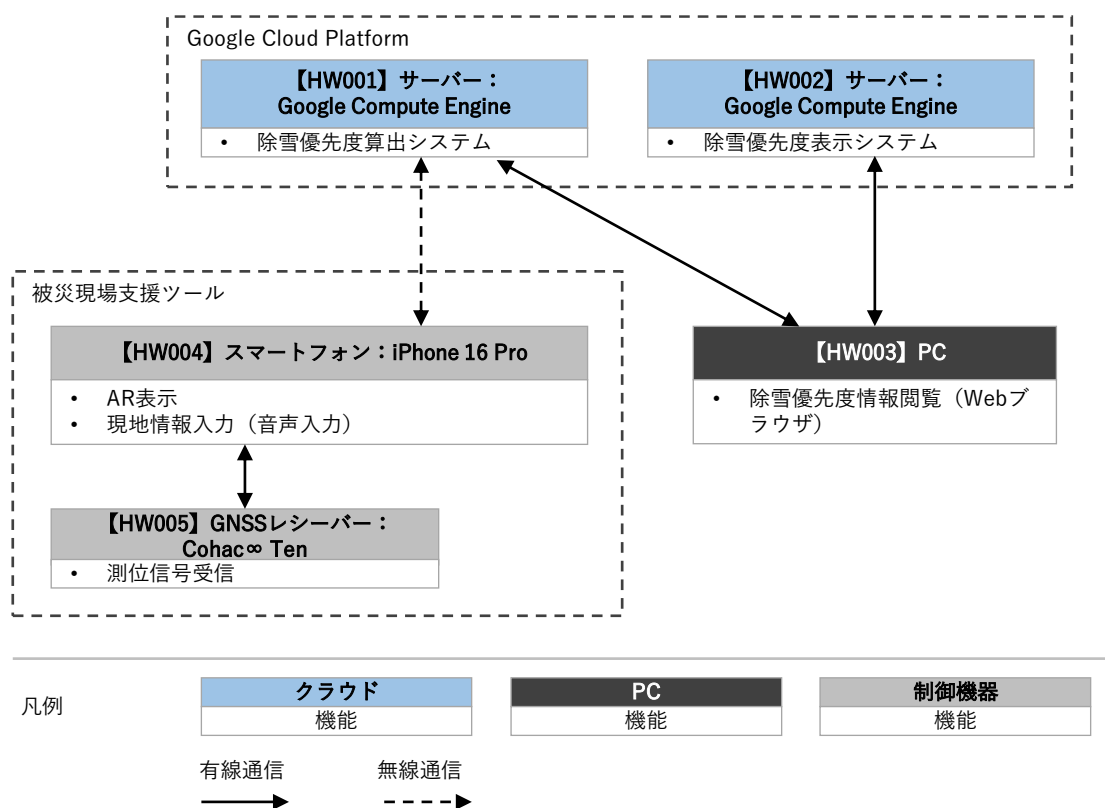 Google Cloud Platform
【HW001】サーバー：
Google Compute Engine
• 除雪優先度算出システム
【HW002】サーバー：
Google Compute Engine
• 除雪優先度表示システム
被災現場支援ツール
【HW004】スマートフォン：iPhone 16 Pro
• AR表示
• 現地情報入力（音声入力）
【HW003】PC
• 除雪優先度情報閲覧（Webブ
ラウザ）
【HW005】GNSSレシーバー：
Cohac∞ Ten
• 測位信号受信
凡例
クラウド
機能
PC
機能
制御機器
機能
有線通信
無線通信